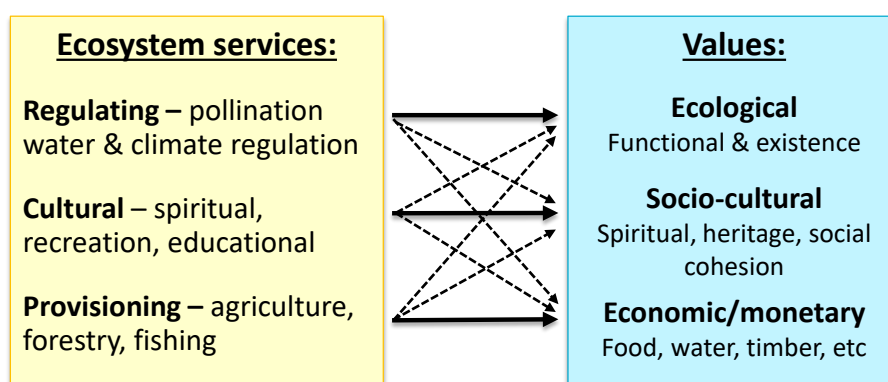 Ecosystem services:
Regulating – pollination
water & climate regulation
Cultural – spiritual,
recreation, educational
Provisioning – agriculture,
forestry, fishing
Values:
Ecological
Functional & existence
Socio-cultural
Spiritual, heritage, social
cohesion
Economic/monetary
Food, water, timber, etc